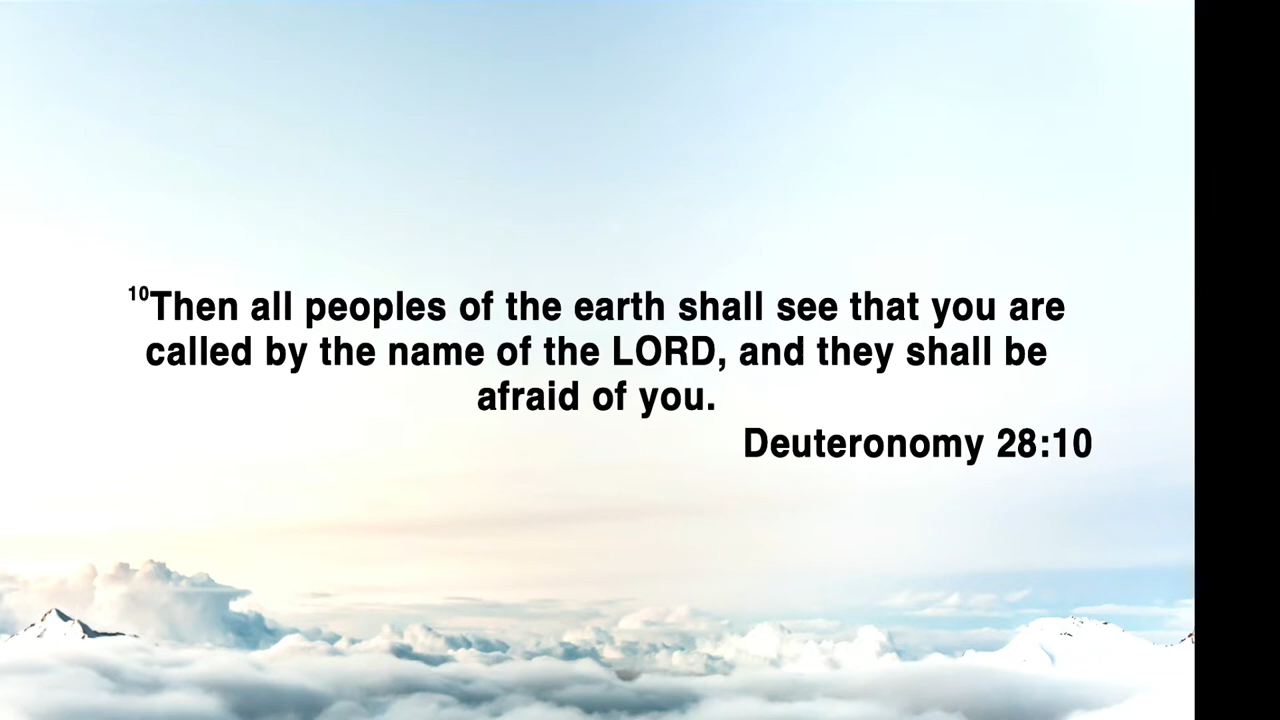 10Then all peoples of the earth shall see that you are
called by the name of the LORD, and they shall be
afraid of you.
Deuteronomy 28:10